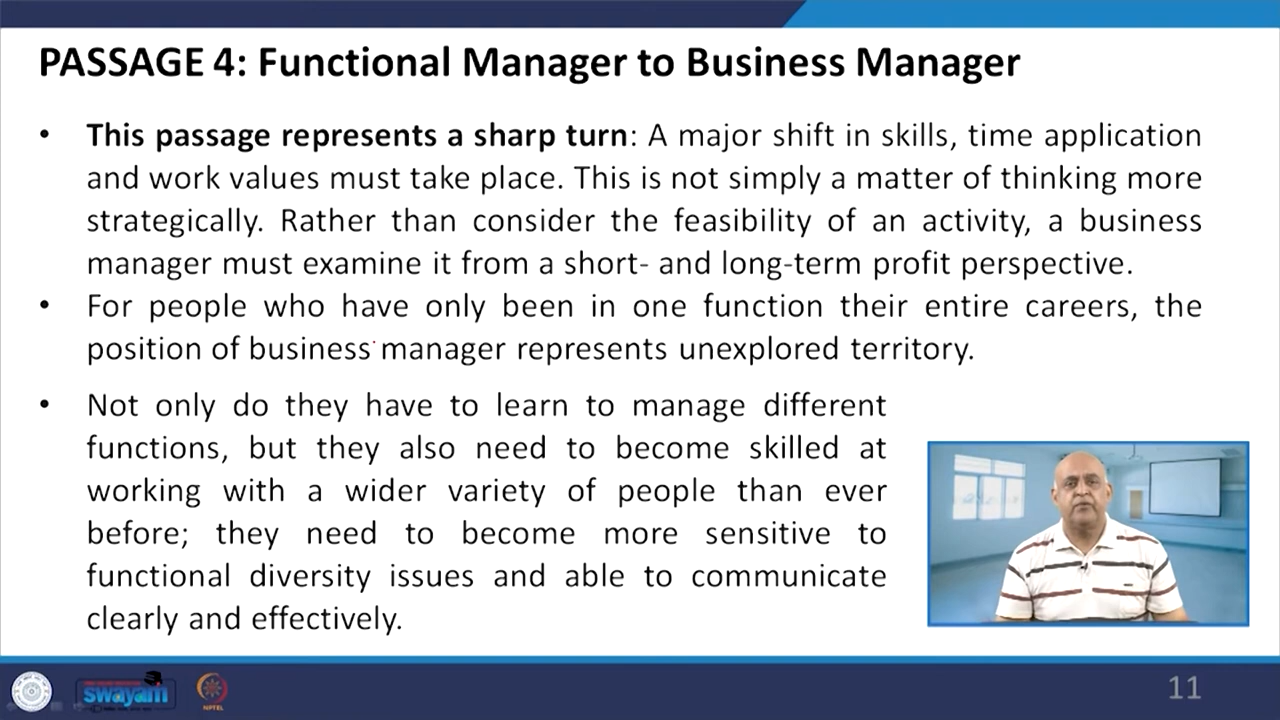 PASSAGE 4: Functional Manager to Business Manager
• This passage represents a sharp turn: A major shift in skills, time application
and work values must take place. This is not simply a matter of thinking more
strategically. Rather than consider the feasibility of an activity, a business
manager must examine it from a short- and long-term profit perspective.
• For people who have only been in one function their entire careers, the
position of business manager represents unexplored territory.
• Not only do they have to learn to manage different
functions, but they also need to become skilled at
working with a wider variety of people than ever
before; they need to become more sensitive to
functional diversity issues and able to communicate
clearly and effectively.
swayam
NPTEL
11